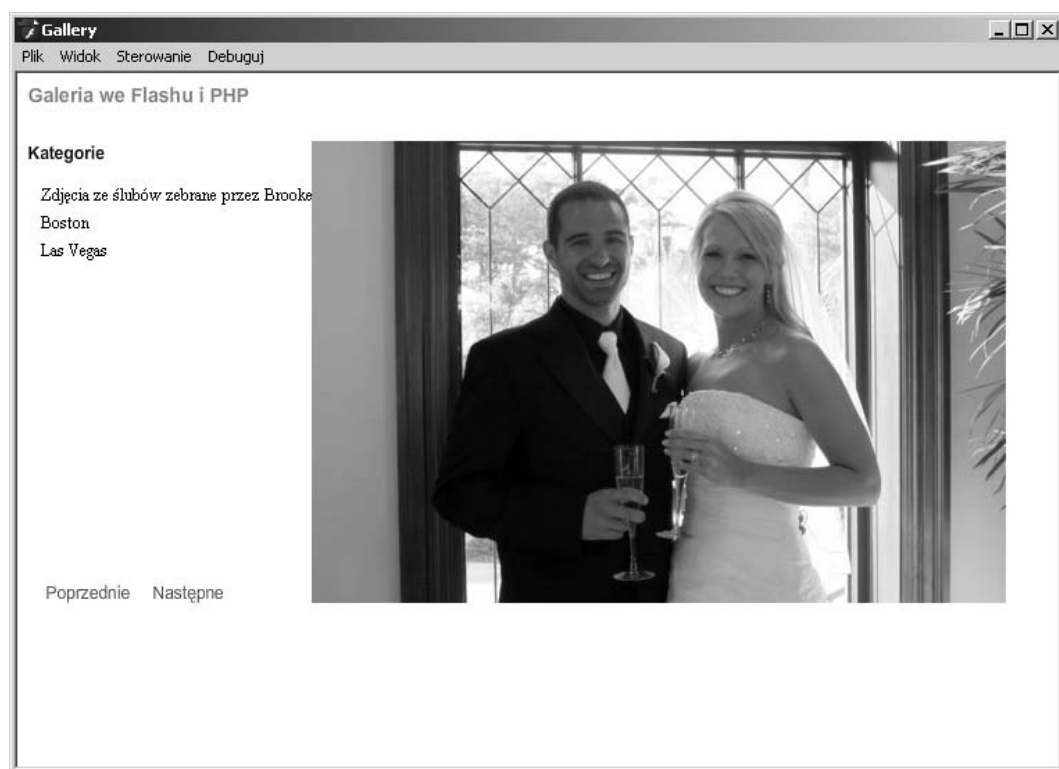 Gallery
Plik Widok Sterowanie Debuguj
Galeria we Flashu i PHP
Kategorie
Zdjęcia ze ślubów zebrane przez Brooke
Boston
Las Vegas
Poprzednie Następne